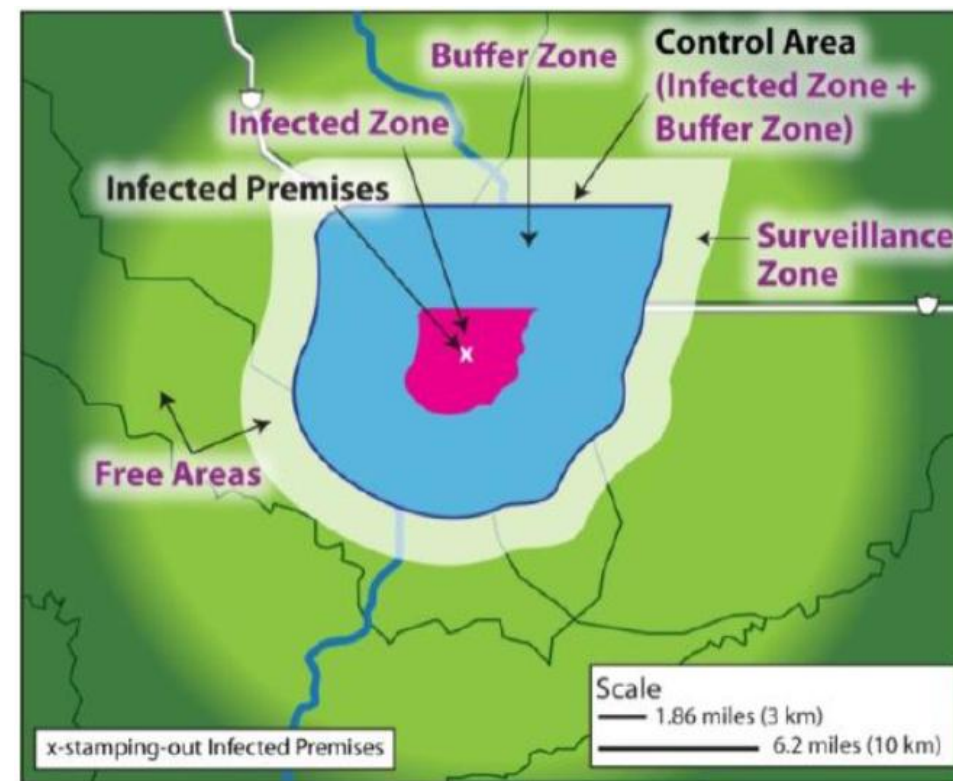 Buffer Zone
Control Area
(Infected Zone +
Buffer Zone)
Infected Zone
Infected Premises
Surveillance
Zone
x
Free Areas
Scale
1.86 miles (3 km)
6.2 miles (10 km)
x-stamping-out Infected Premises